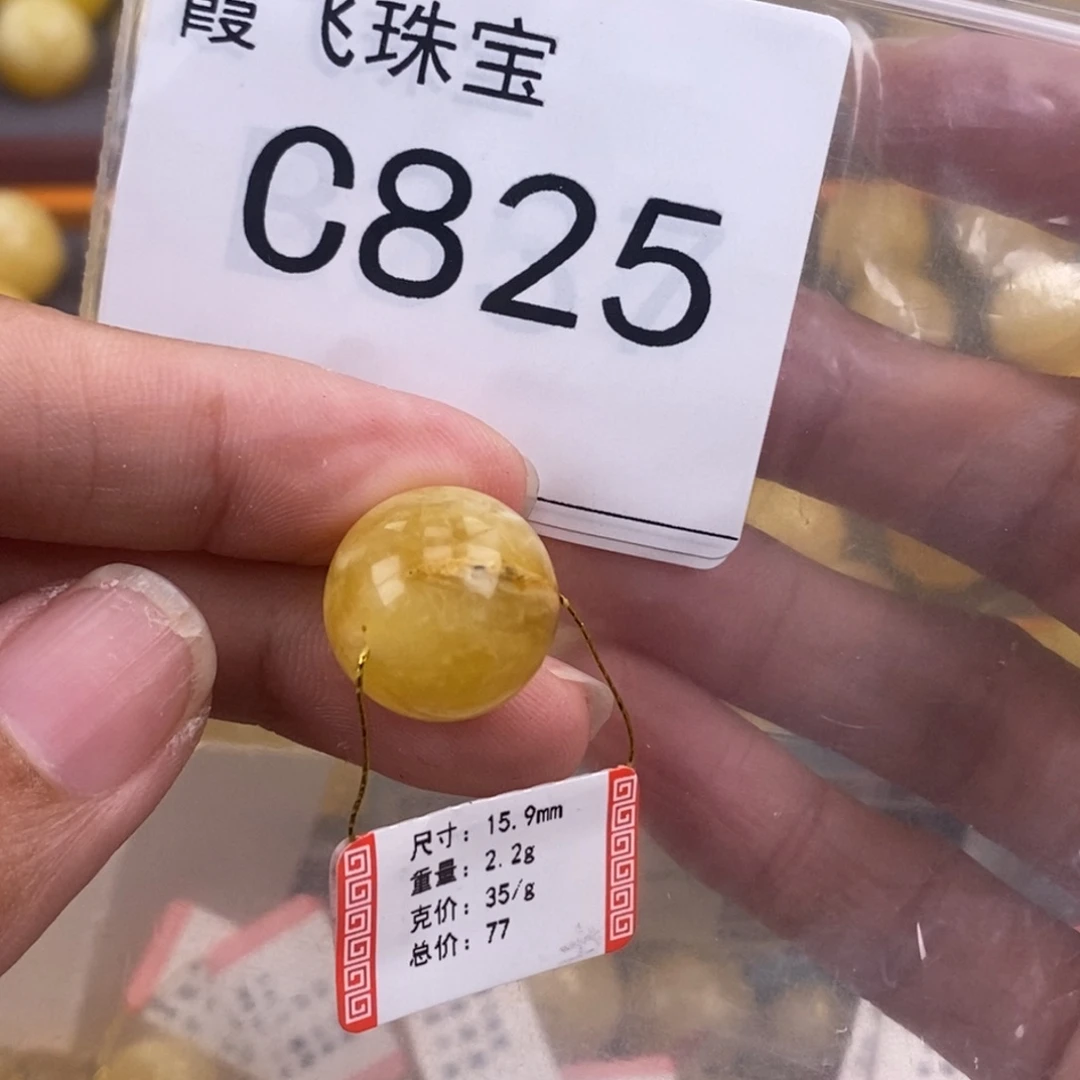 霞飞珠宝
C825
尺寸：15.9mm
重量：2.2g
克价：35/g
总价：77